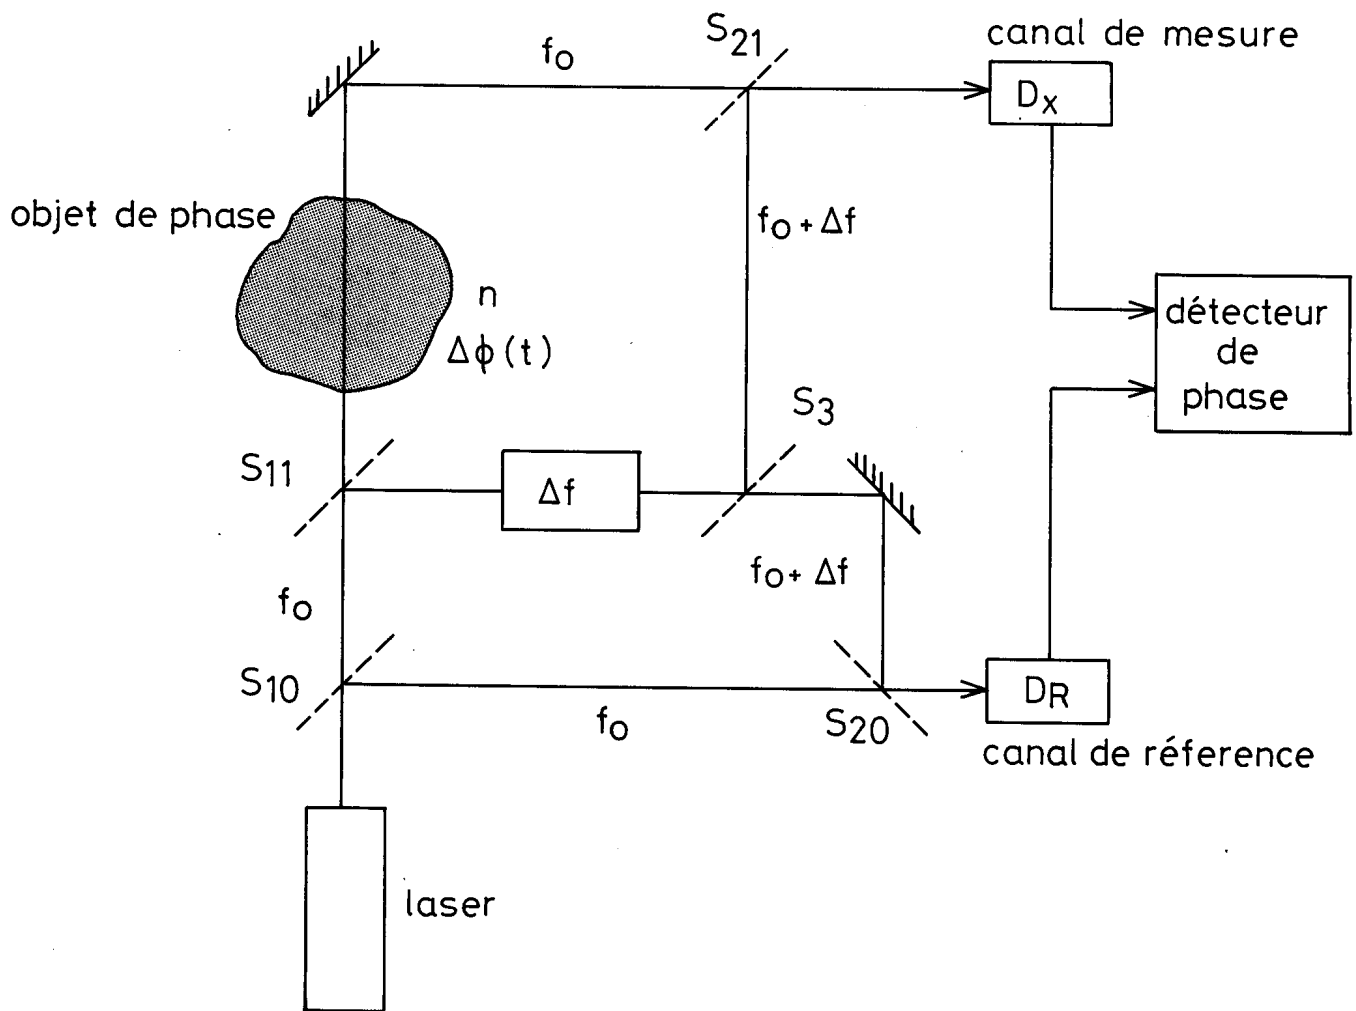 canal de mesure
S21
fo
Dx
objet de phase
fo + Δf
n
Δϕ (t)
détecteur
de
phase
S3
S11
Δf
fo + Δf
fo
S10
fo
S20
DR
canal de réference
laser